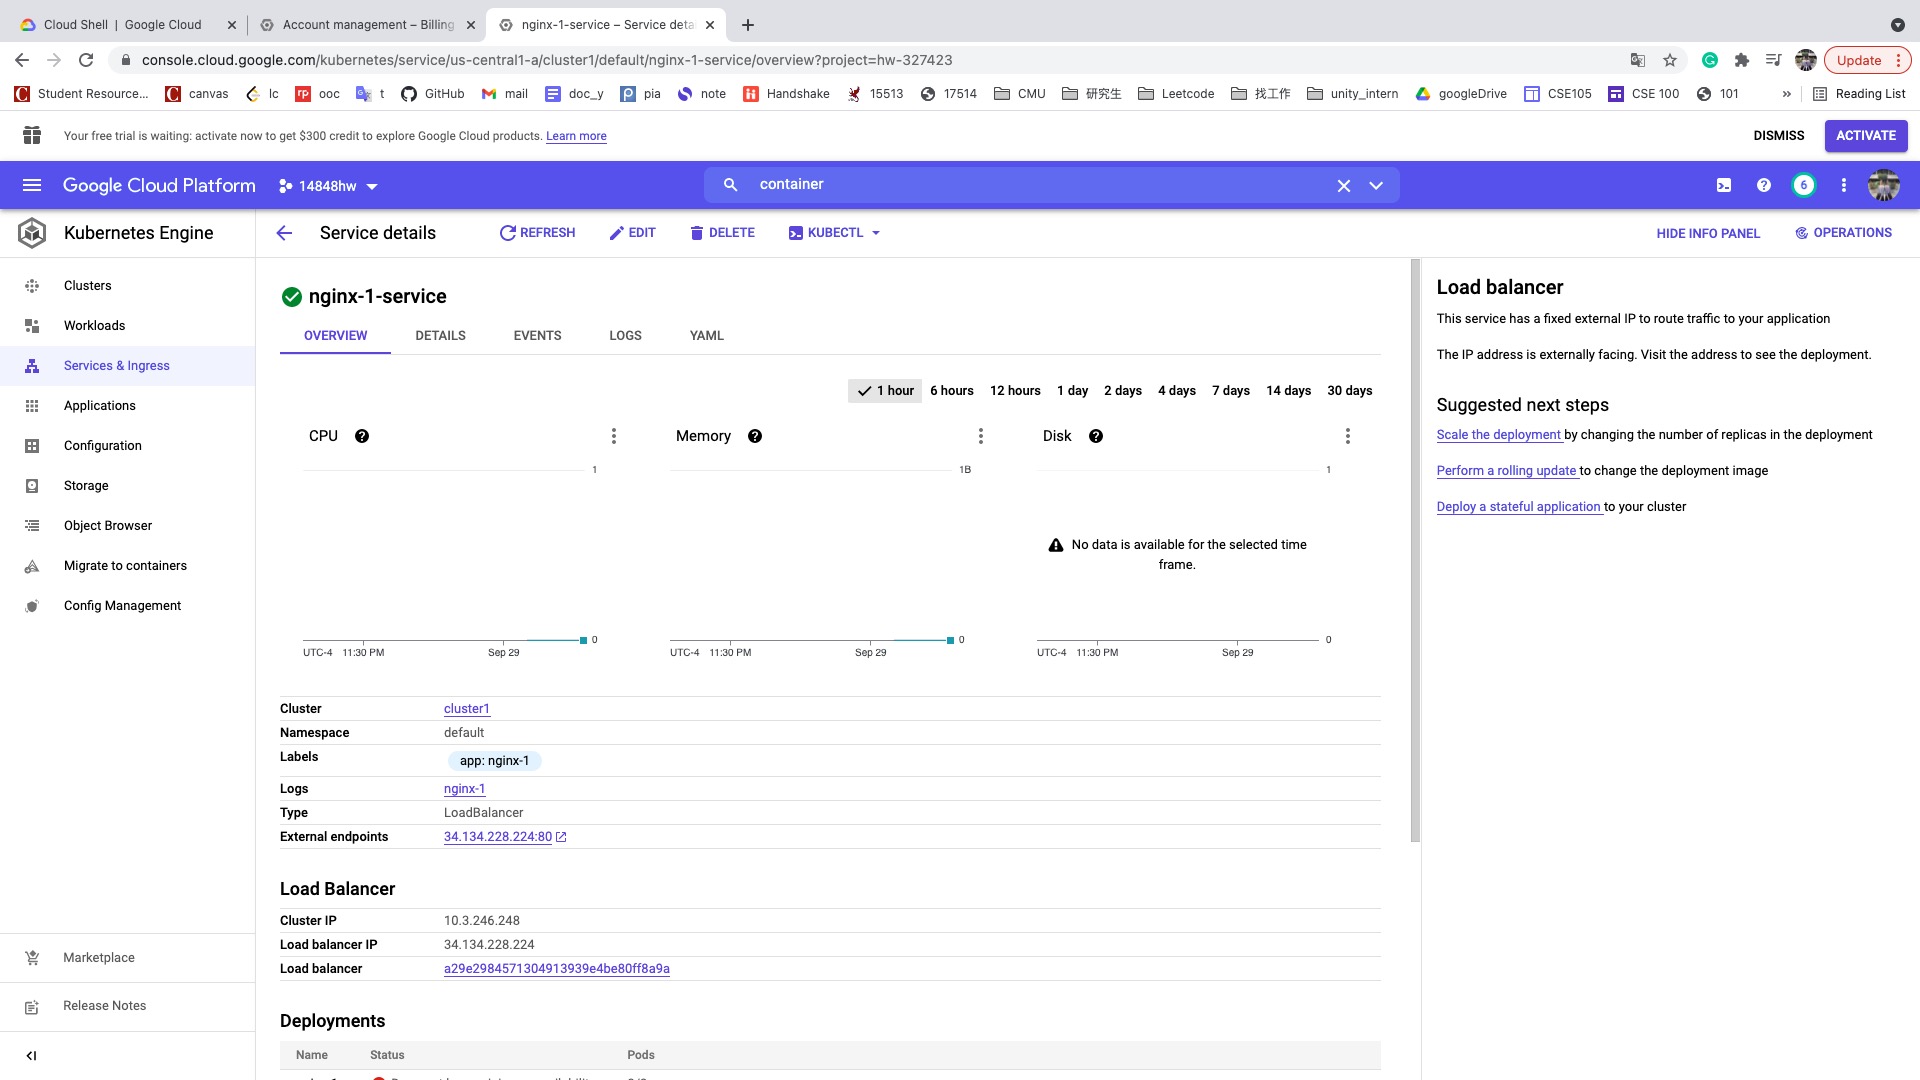 Cloud Shell | Google Cloud
Account management – Billing
nginx-1-service – Service deta
console.cloud.google.com/kubernetes/service/us-central1-a/cluster1/default/nginx-1-service/overview?project=hw-327423
Update
Student Resource... canvas lc ooc t GitHub mail doc_y pia note Handshake 15513 17514 CMU 研究生 Leetcode 找工作 unity_intern googleDrive CSE105 CSE 100 101 » Reading List
Your free trial is waiting: activate now to get $300 credit to explore Google Cloud products. Learn more
DISMISS
ACTIVATE
Google Cloud Platform
14848hw
container
6
Kubernetes Engine
Service details
REFRESH
EDIT
DELETE
KUBECTL
HIDE INFO PANEL
OPERATIONS
Clusters
Workloads
Services & Ingress
Applications
Configuration
Storage
Object Browser
Migrate to containers
Config Management
Marketplace
Release Notes
nginx-1-service
OVERVIEW DETAILS EVENTS LOGS YAML
1 hour 6 hours 12 hours 1 day 2 days 4 days 7 days 14 days 30 days
CPU
1
0
UTC-4 11:30 PM Sep 29
Memory
1B
0
UTC-4 11:30 PM Sep 29
Disk
1
No data is available for the selected time
frame.
0
UTC-4 11:30 PM Sep 29
Cluster cluster1
Namespace default
Labels app: nginx-1
Logs nginx-1
Type LoadBalancer
External endpoints 34.134.228.224:80
Load Balancer
Cluster IP 10.3.246.248
Load balancer IP 34.134.228.224
Load balancer a29e2984571304913939e4be80ff8a9a
Deployments
Name Status Pods
Load balancer
This service has a fixed external IP to route traffic to your application
The IP address is externally facing. Visit the address to see the deployment.
Suggested next steps
Scale the deployment by changing the number of replicas in the deployment
Perform a rolling update to change the deployment image
Deploy a stateful application to your cluster